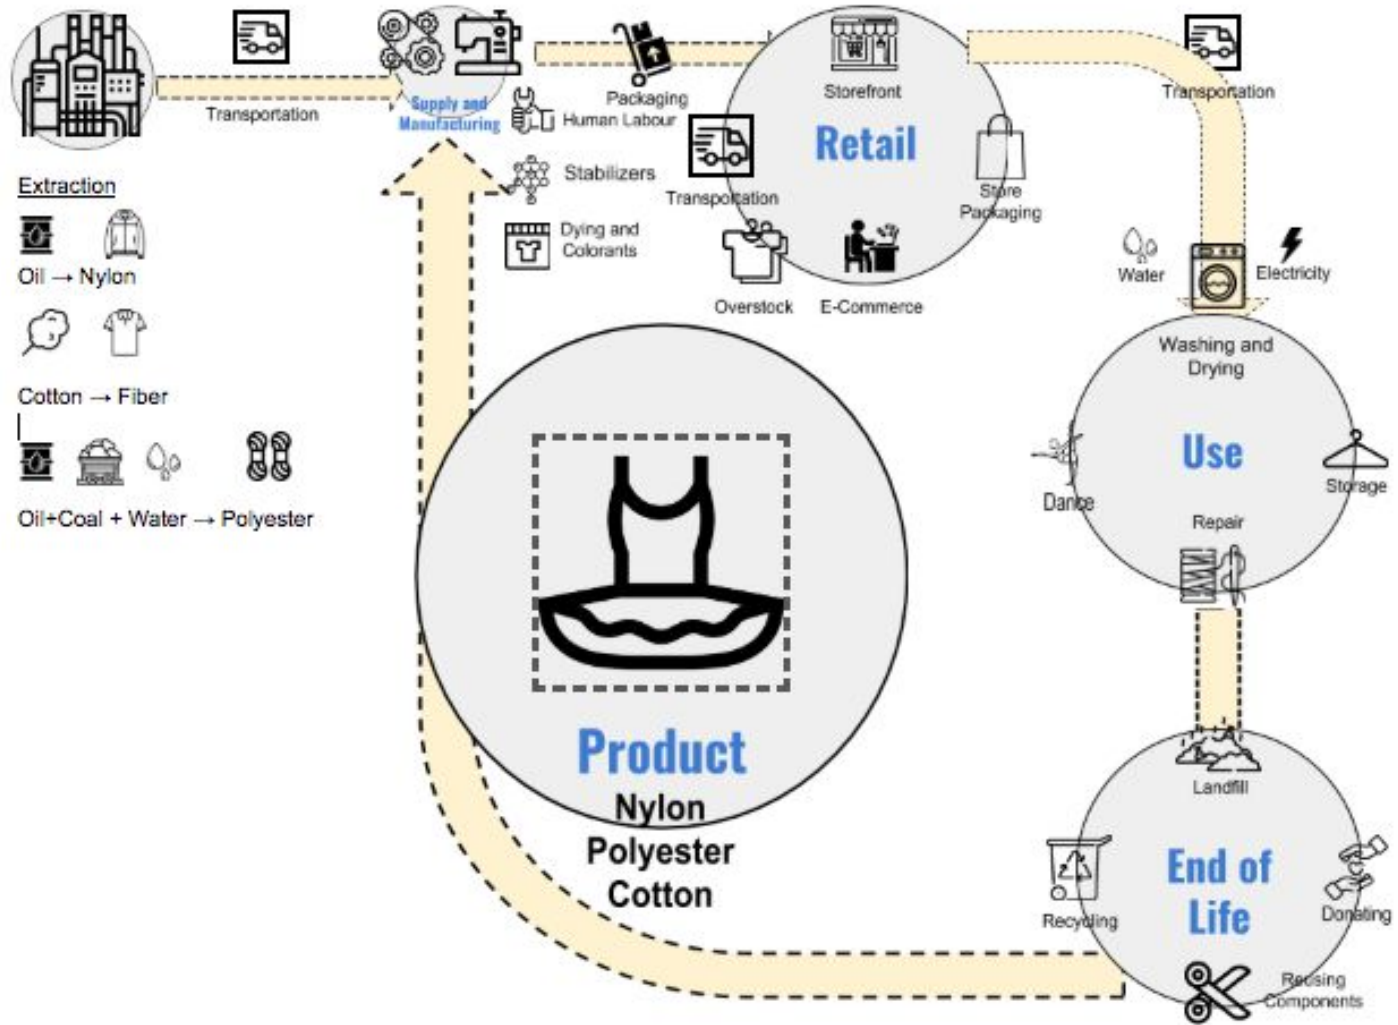 Transportation
Supply and
Manufacturing
Packaging
Human Labour
Stabilizers
Dying and
Colorants
Extraction
Oil → Nylon
Cotton → Fiber
Oil+Coal + Water → Polyester
Storefront
Retail
Transportation
Store
Packaging
Overstock
E-Commerce
Transportation
Water
Electricity
Washing and
Drying
Use
Dance
Storage
Repair
Product
Nylon
Polyester
Cotton
Landfill
End of
Life
Recycling
Donating
Reusing
Components